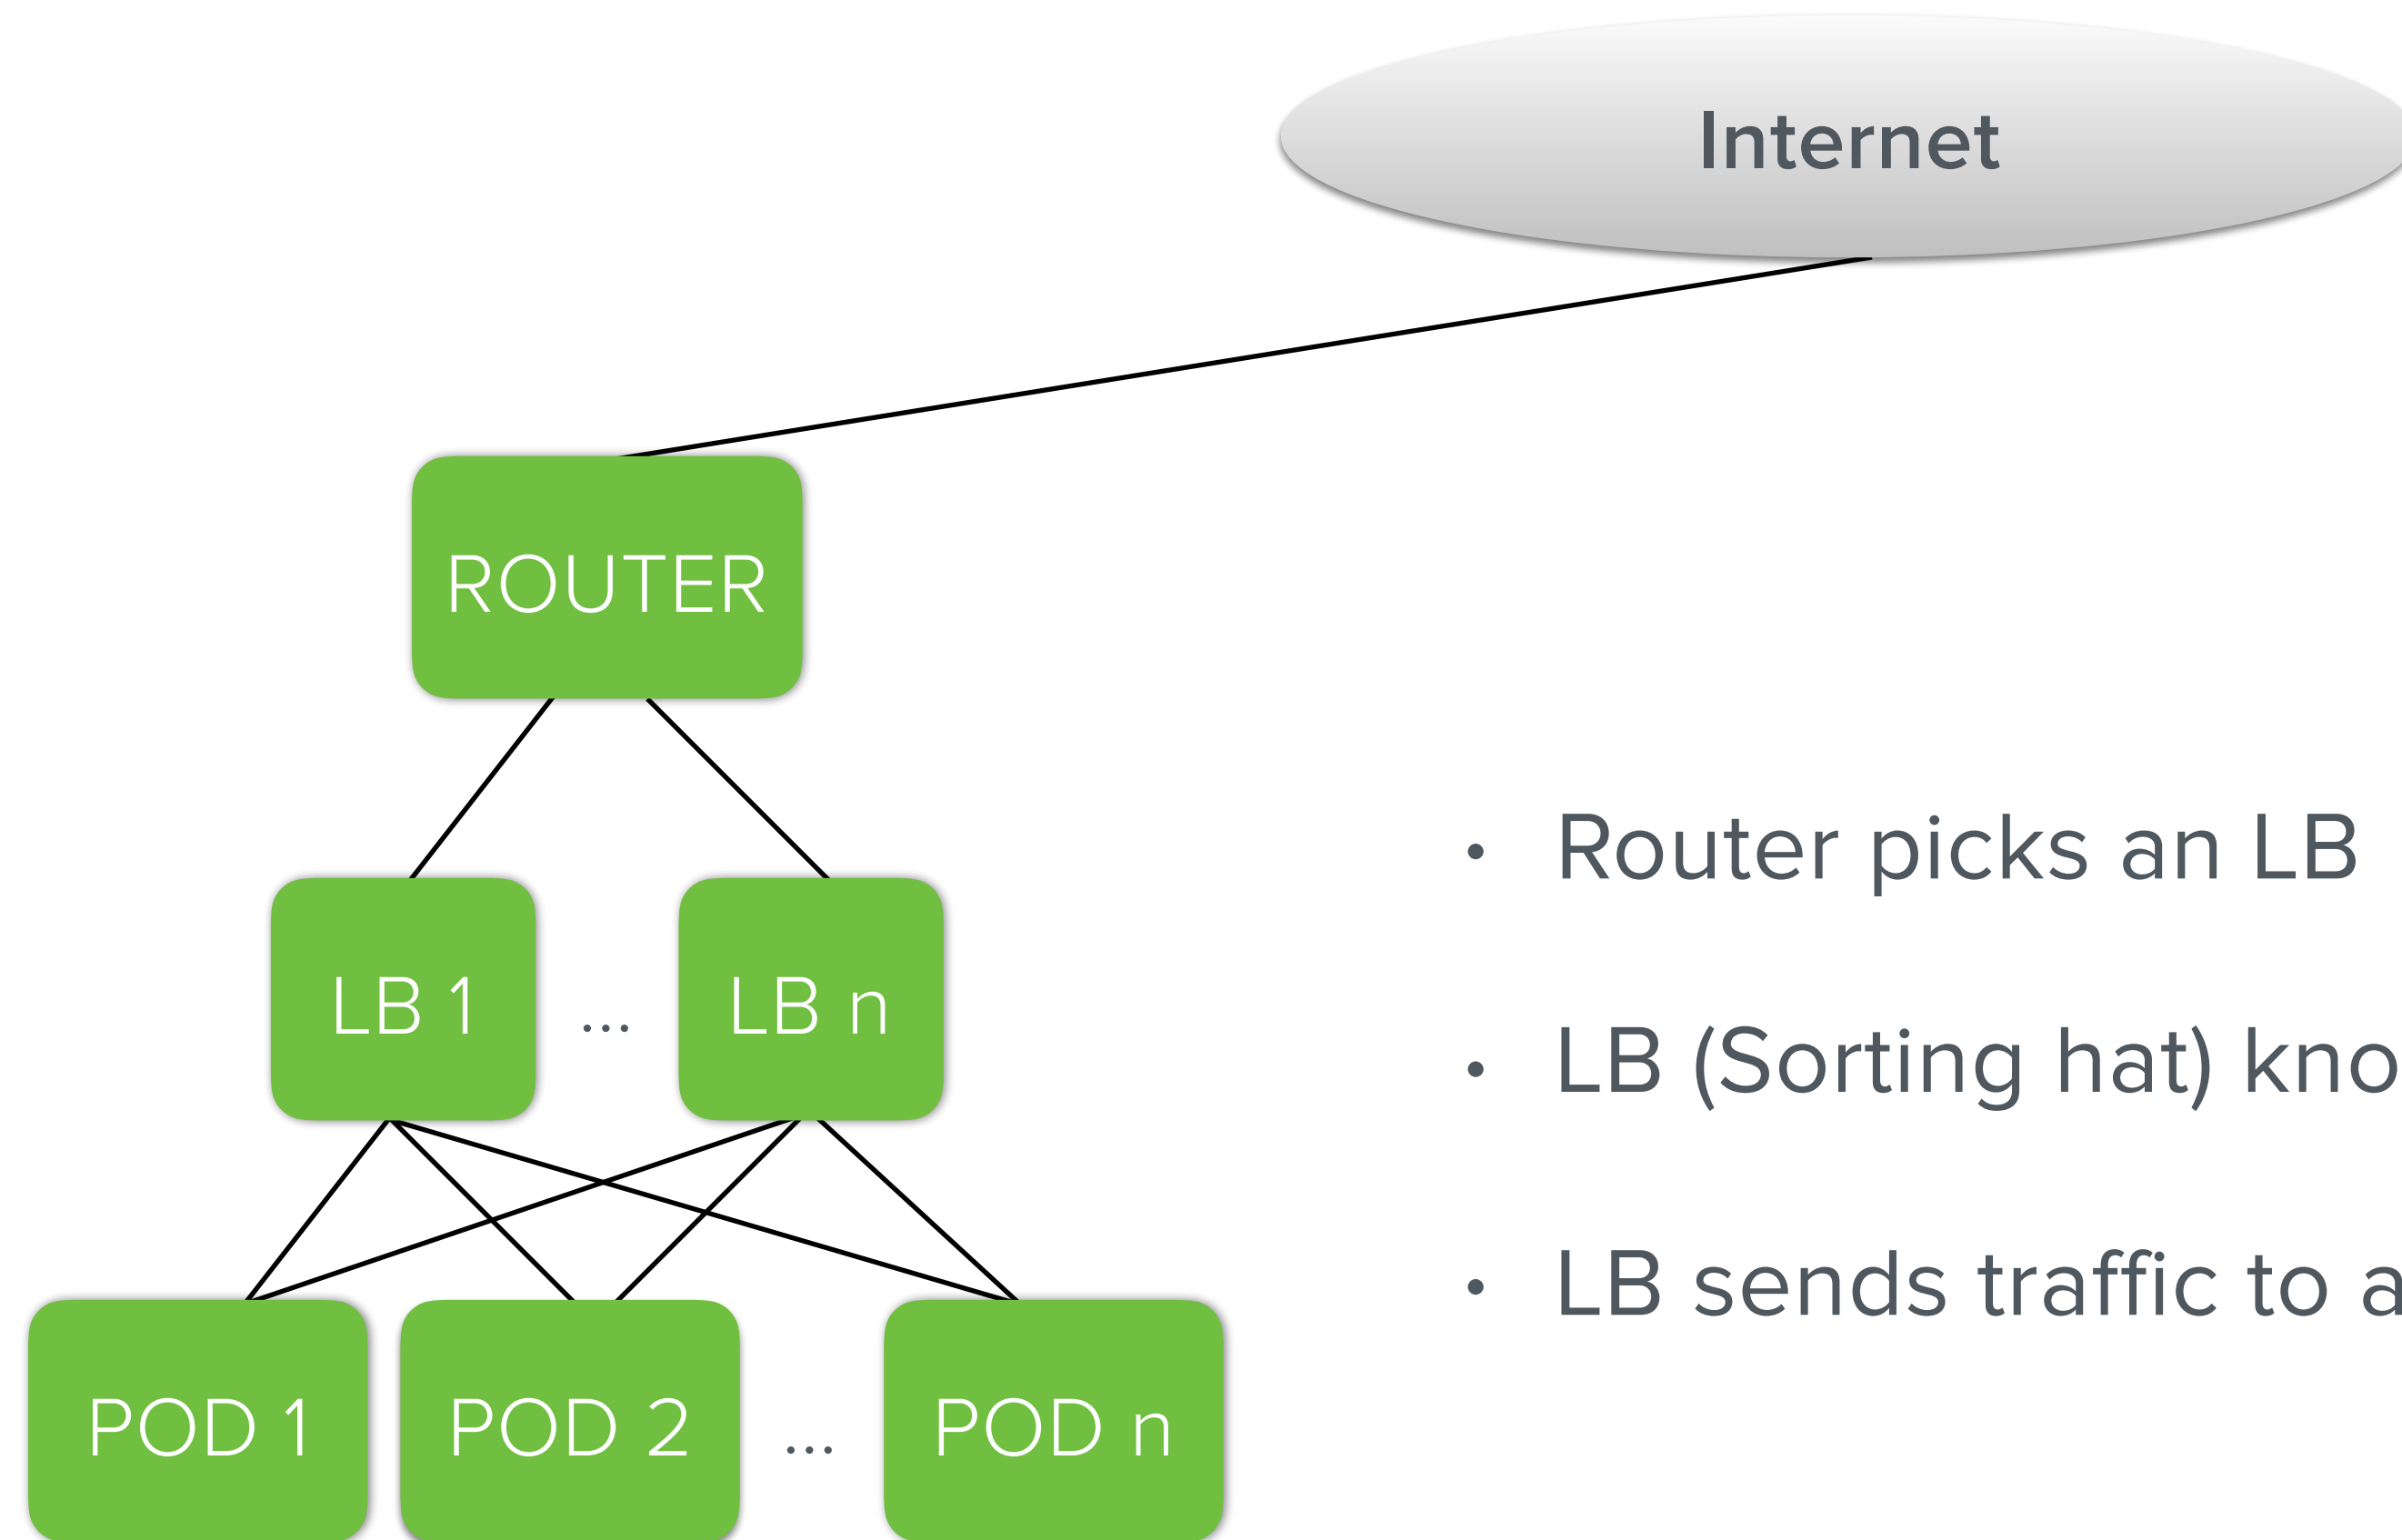 Internet
ROUTER
LB 1 ... LB n
POD 1 POD 2 ... POD n
• Router picks an LB
• LB (Sorting hat)
• LB sends traffic to